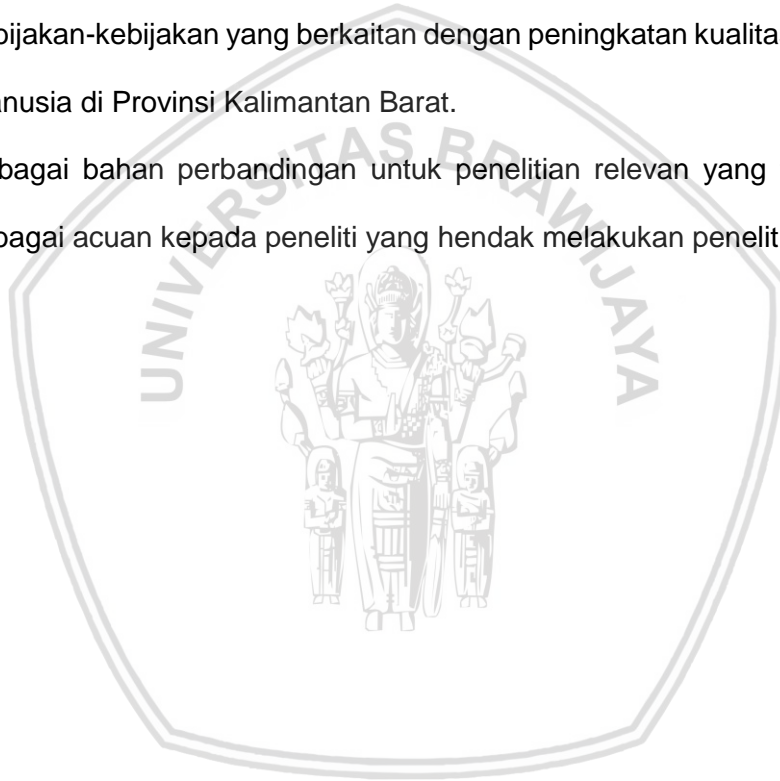 bijakan-kebijakan yang berkaitan dengan peningkatan kualita
anusia di Provinsi Kalimantan Barat.
bagai bahan perbandingan untuk penelitian relevan yang
bagai acuan kepada peneliti yang hendak melakukan penelit
UNIVERSITAS BRAWIJAYA